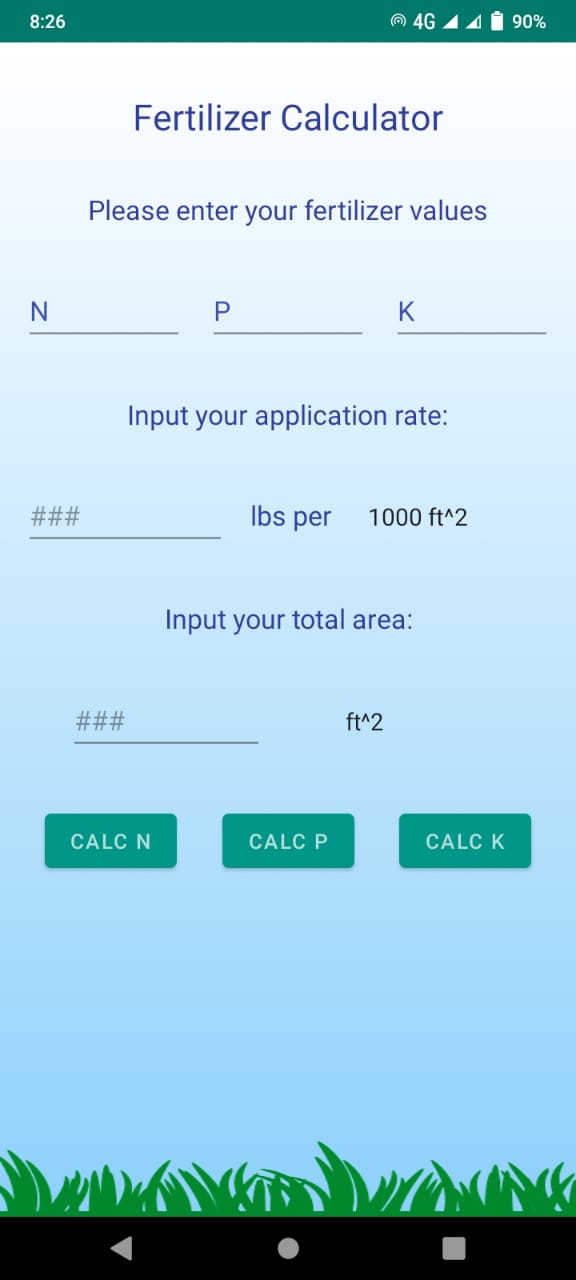 8:26 4G 90%
Fertilizer Calculator
Please enter your fertilizer values
N P K
Input your application rate:
### lbs per 1000 ft^2
Input your total area:
### ft^2
CALC N CALC P CALC K